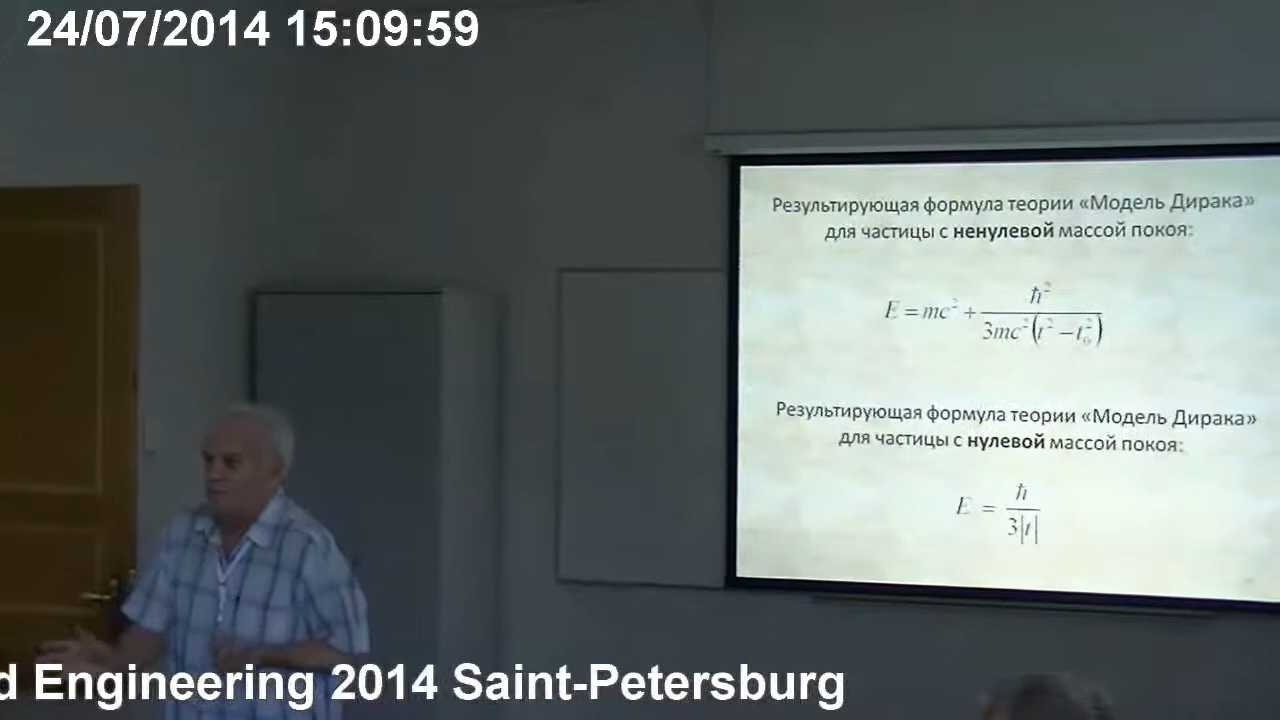 24/07/2014 15:09:59
Результирующая формула теории «Модель Дирака»
для частицы с ненулевой массой покоя:
E = mc² + ħ² / 3mc²(t² − t₀²)
Результирующая формула теории «Модель Дирака»
для частицы с нулевой массой покоя:
E = ħ / 3|t|
d Engineering 2014 Saint-Petersburg